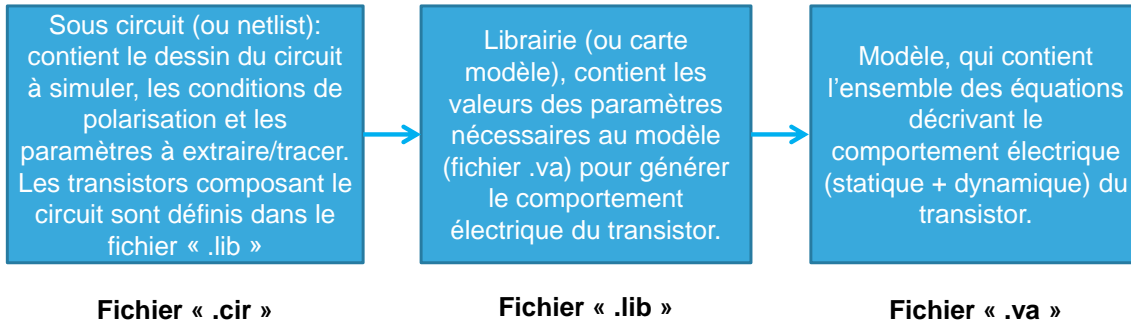 Sous circuit (ou netlist):
contient le dessin du circuit
à simuler, les conditions de
polarisation et les
paramètres à extraire/tracer.
Les transistors composant le
circuit sont définis dans le
fichier « .lib »
Librairie (ou carte
modèle), contient les
valeurs des paramètres
nécessaires au modèle
(fichier .va) pour générer
le comportement
électrique du transistor.
Modèle, qui contient
l’ensemble des équations
décrivant le
comportement électrique
(statique + dynamique) du
transistor.
Fichier « .cir »
Fichier « .lib »
Fichier « .va »